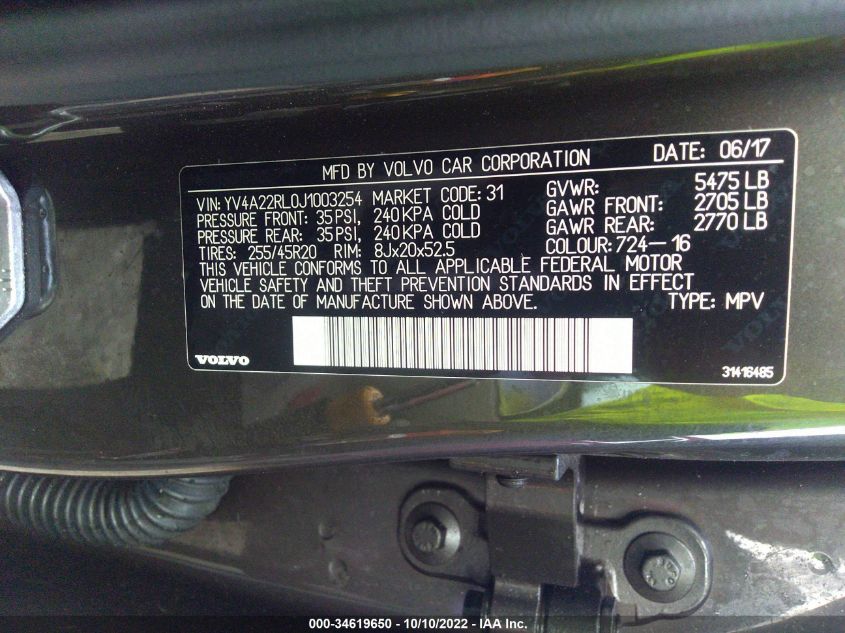 MFD BY VOLVO CAR CORPORATION DATE: 06/17
VIN: YV4A22RL0J1003254 MARKET CODE: 31 GVWR: 5475 LB
PRESSURE FRONT: 35 PSI, 240 KPA COLD GAWR FRONT: 2705 LB
PRESSURE REAR: 35 PSI, 240 KPA COLD GAWR REAR: 2770 LB
TIRES: 255/45R20 RIM: 8Jx20x52.5 COLOUR: 724-16
THIS VEHICLE CONFORMS TO ALL APPLICABLE FEDERAL MOTOR
VEHICLE SAFETY AND THEFT PREVENTION STANDARDS IN EFFECT
ON THE DATE OF MANUFACTURE SHOWN ABOVE. TYPE: MPV
VOLVO 31416485
000-34619650 - 10/10/2022 - IAA Inc.